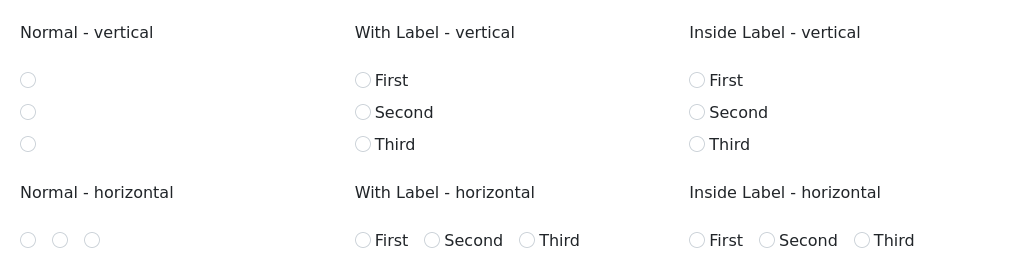 Normal - vertical
With Label - vertical
Inside Label - vertical
First
First
Second
Second
Third
Third
Normal - horizontal
With Label - horizontal
Inside Label - horizontal
First Second Third
First Second Third